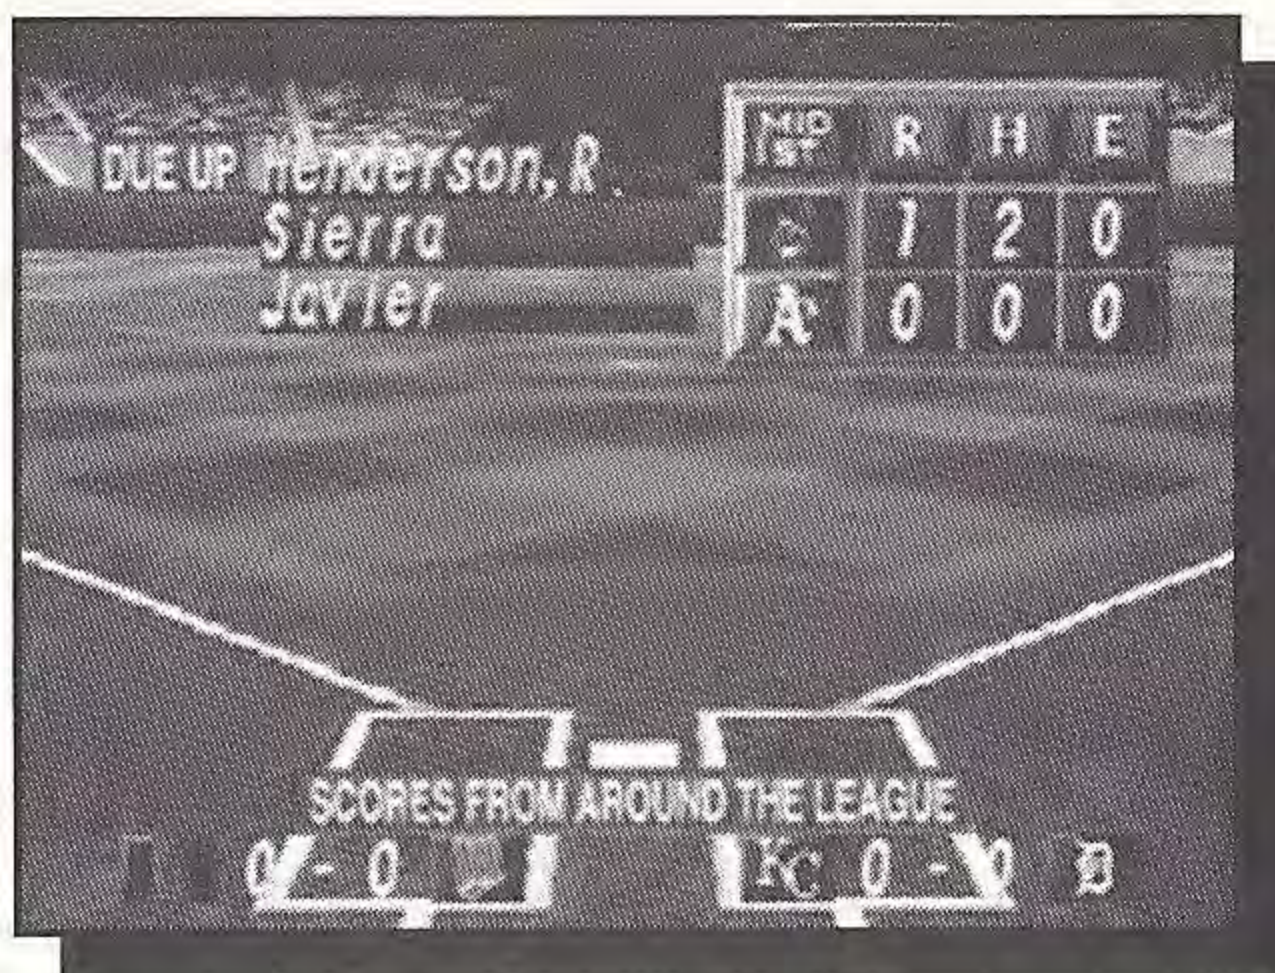 DUE UP Henderson, R.
Sierra
Javier
MID 1ST R H E
C 1 2 0
A's 0 0 0
SCORES FROM AROUND THE LEAGUE
0 - 0
KC 0 - 0 D